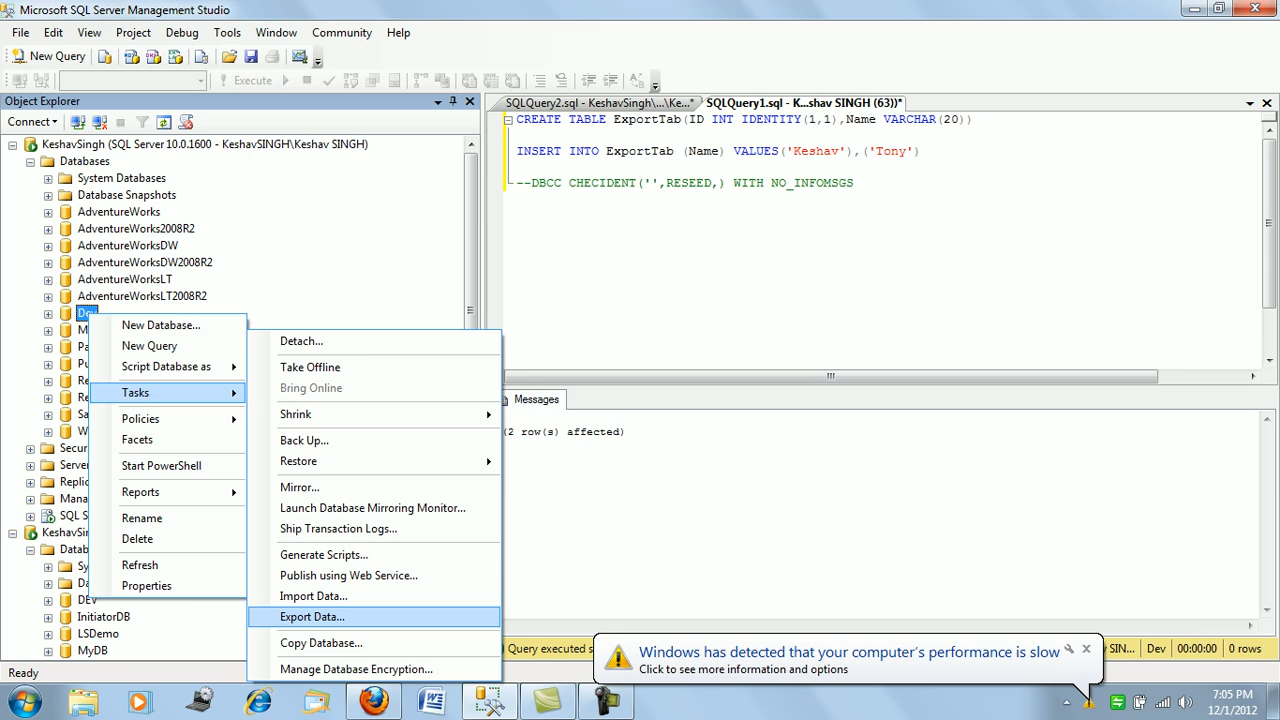 Microsoft SQL Server Management Studio
File Edit View Project Debug Tools Window Community Help
New Query
Execute
Object Explorer
SQLQuery2.sql - KeshavSingh\...\Ke...* SQLQuery1.sql - K...shav SINGH (63))*
Connect
CREATE TABLE ExportTab(ID INT IDENTITY(1,1),Name VARCHAR(20))
INSERT INTO ExportTab (Name) VALUES('Keshav'),('Tony')
--DBCC CHECIDENT('',RESEED,) WITH NO_INFOMSGS
KeshavSingh (SQL Server 10.0.1600 - KeshavSINGH\Keshav SINGH)
Databases
System Databases
Database Snapshots
AdventureWorks
AdventureWorks2008R2
AdventureWorksDW
AdventureWorksDW2008R2
AdventureWorksLT
AdventureWorksLT2008R2
New Database...
New Query
Script Database as
Tasks
Policies
Facets
Start PowerShell
Reports
Rename
Delete
Refresh
Properties
Detach...
Take Offline
Bring Online
Shrink
Back Up...
Restore
Mirror...
Launch Database Mirroring Monitor...
Ship Transaction Logs...
Generate Scripts...
Publish using Web Service...
Import Data...
Export Data...
Copy Database...
Manage Database Encryption...
Secur
Server
Replic
Mana
SQL S
KeshavSin
Datab
DEV
InitiatorDB
LSDemo
MyDB
Messages
(2 row(s) affected)
Query executed s
SIN... Dev 00:00:00 0 rows
Windows has detected that your computer's performance is slow
Click to see more information and options
Ready
7:05 PM
12/1/2012